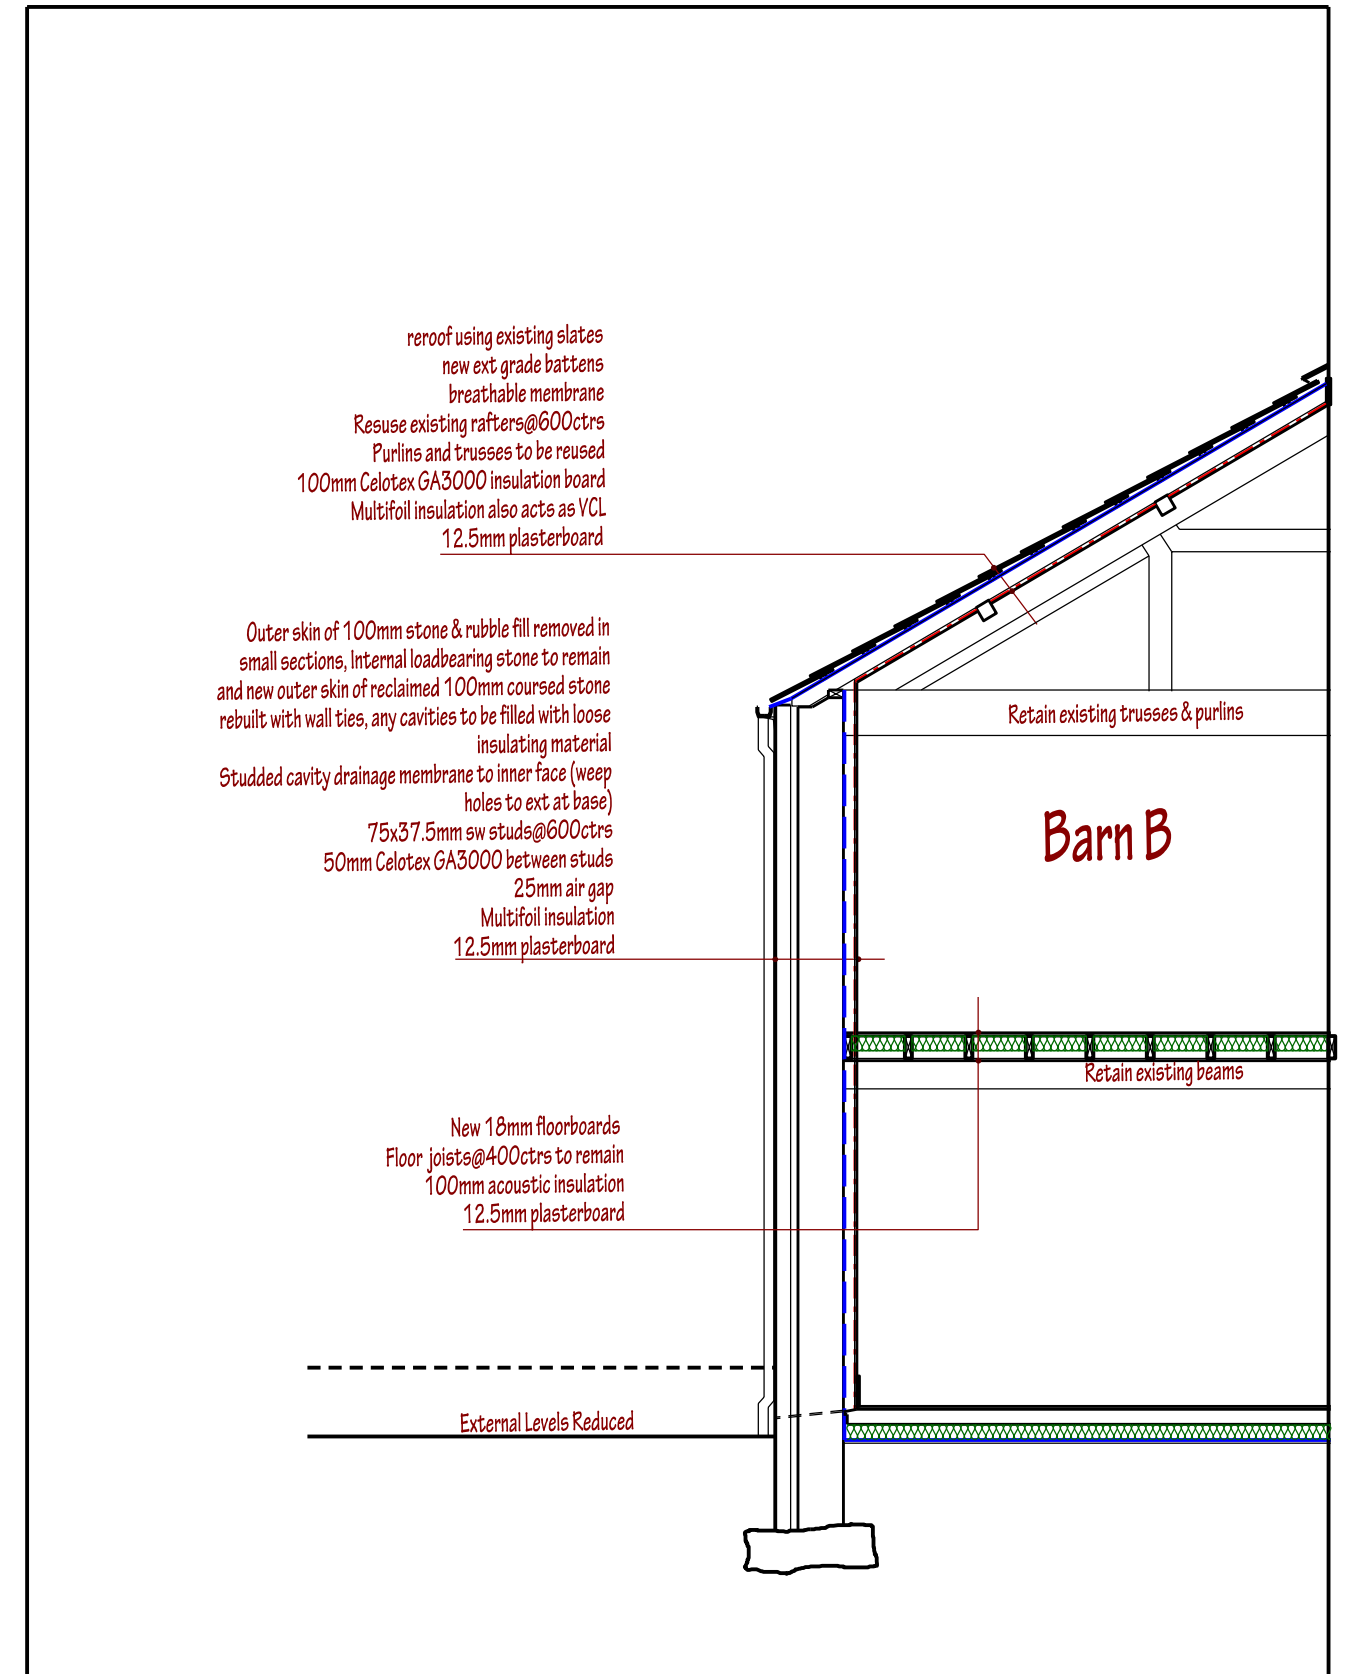 reroof using existing slates
new ext grade battens
breathable membrane
Resuse existing rafters@600ctrs
Purlins and trusses to be reused
100mm Celotex GA3000 insulation board
Multifoil insulation also acts as VCL
12.5mm plasterboard
Outer skin of 100mm stone & rubble fill removed in
small sections, Internal loadbearing stone to remain
and new outer skin of reclaimed 100mm coursed stone
rebuilt with wall ties, any cavities to be filled with loose
insulating material
Studded cavity drainage membrane to inner face (weep
holes to ext at base)
75x37.5mm sw studs@600ctrs
50mm Celotex GA3000 between studs
25mm air gap
Multifoil insulation
12.5mm plasterboard
Retain existing trusses & purlins
Barn B
Retain existing beams
New 18mm floorboards
Floor joists@400ctrs to remain
100mm acoustic insulation
12.5mm plasterboard
External Levels Reduced